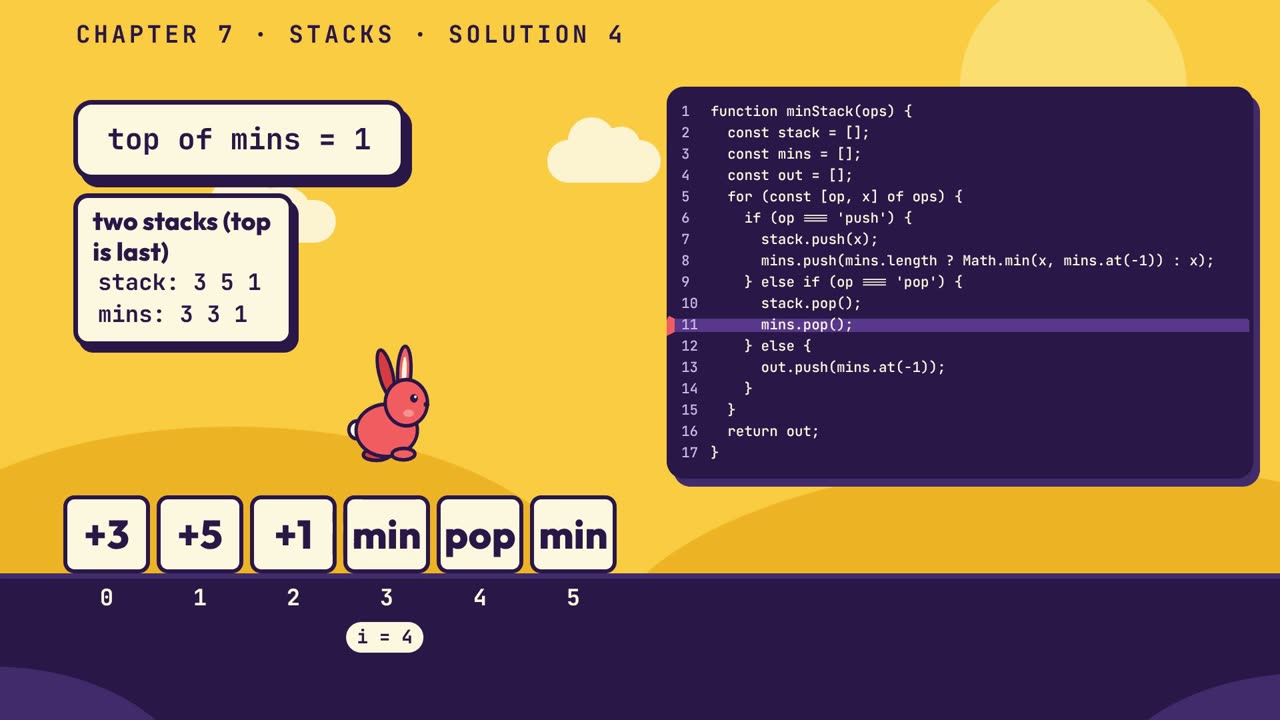 CHAPTER 7 · STACKS · SOLUTION 4
top of mins = 1
two stacks (top
is last)
stack: 3 5 1
mins: 3 3 1
1 function minStack(ops) {
2 const stack = [];
3 const mins = [];
4 const out = [];
5 for (const [op, x] of ops) {
6 if (op === 'push') {
7 stack.push(x);
8 mins.push(mins.length ? Math.min(x, mins.at(-1)) : x);
9 } else if (op === 'pop') {
10 stack.pop();
11 mins.pop();
12 } else {
13 out.push(mins.at(-1));
14 }
15 }
16 return out;
17 }
+3 +5 +1 min pop min
0 1 2 3 4 5
i = 4